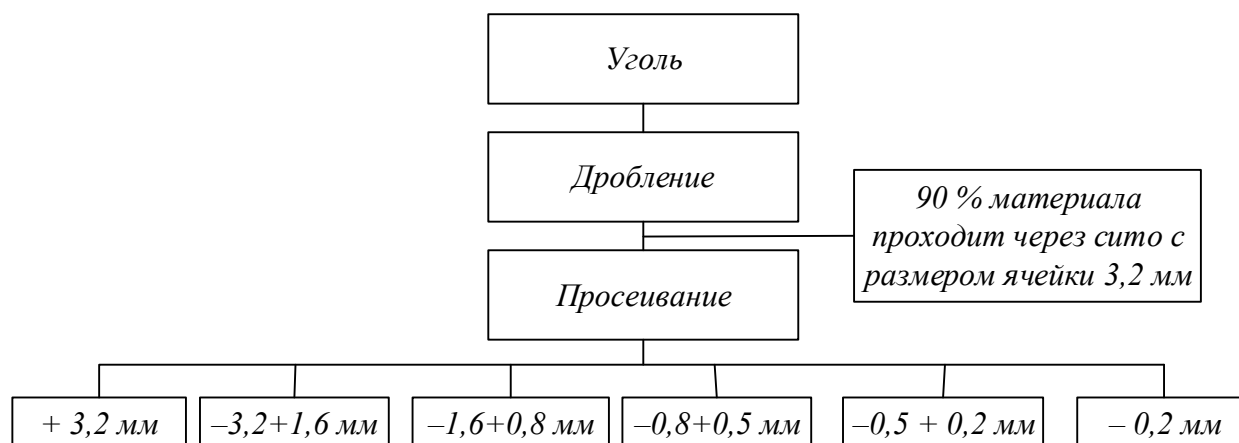 Уголь
Дробление
90 % материала
проходит через сито с
размером ячейки 3,2 мм
Просеивание
+ 3,2 мм
–3,2+1,6 мм
–1,6+0,8 мм
–0,8+0,5 мм
–0,5 + 0,2 мм
– 0,2 мм